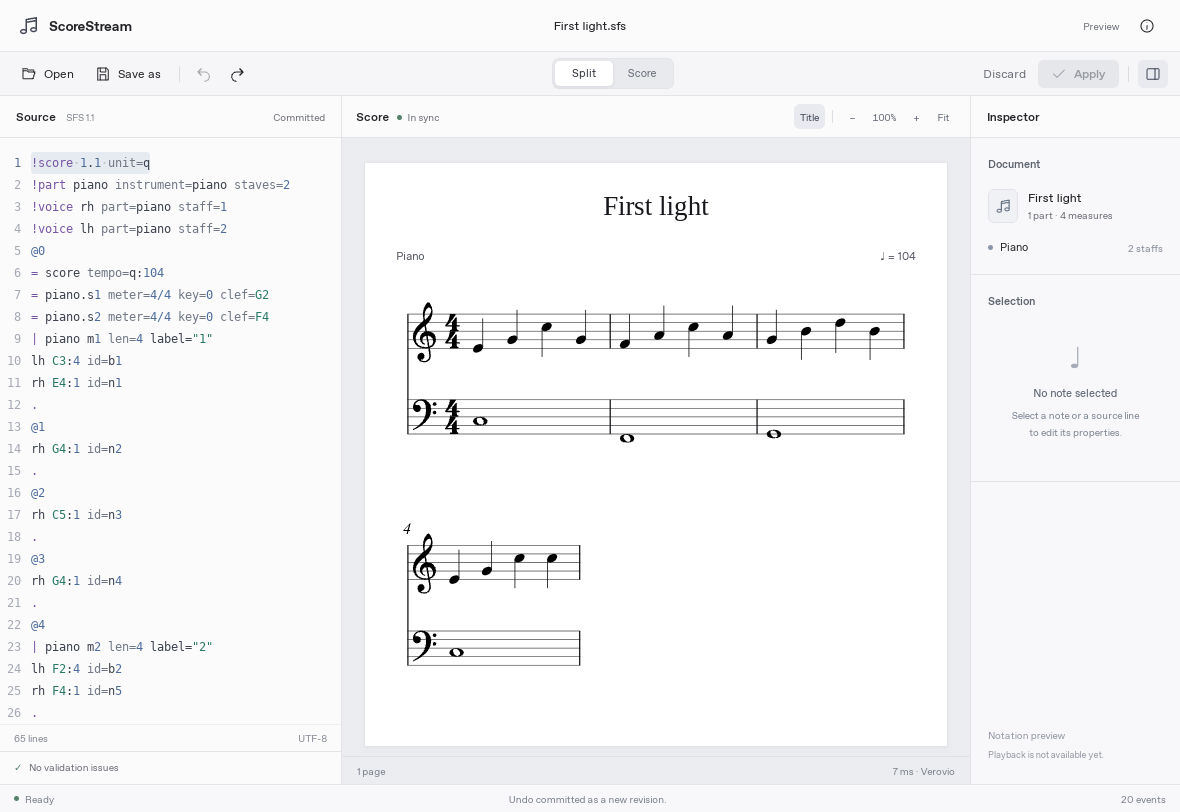 ScoreStream
First light.sfs
Preview
Open
Save as
Split
Score
Discard
Apply
Source SFS 1.1
Committed
Score
In sync
Title
− 100% + Fit
Inspector
1 !score·1.1·unit=q
2 !part piano instrument=piano staves=2
3 !voice rh part=piano staff=1
4 !voice lh part=piano staff=2
5 @0
6 = score tempo=q:104
7 = piano.s1 meter=4/4 key=0 clef=G2
8 = piano.s2 meter=4/4 key=0 clef=F4
9 | piano m1 len=4 label="1"
10 lh C3:4 id=b1
11 rh E4:1 id=n1
12 .
13 @1
14 rh G4:1 id=n2
15 .
16 @2
17 rh C5:1 id=n3
18 .
19 @3
20 rh G4:1 id=n4
21 .
22 @4
23 | piano m2 len=4 label="2"
24 lh F2:4 id=b2
25 rh F4:1 id=n5
26 .
65 lines
UTF-8
✓ No validation issues
First light
Piano
♩ = 104
4
4
4
4
4
1 page
7 ms · Verovio
Document
First light
1 part · 4 measures
Piano
2 staffs
Selection
No note selected
Select a note or a source line
to edit its properties.
Notation preview
Playback is not available yet.
Ready
Undo committed as a new revision.
20 events